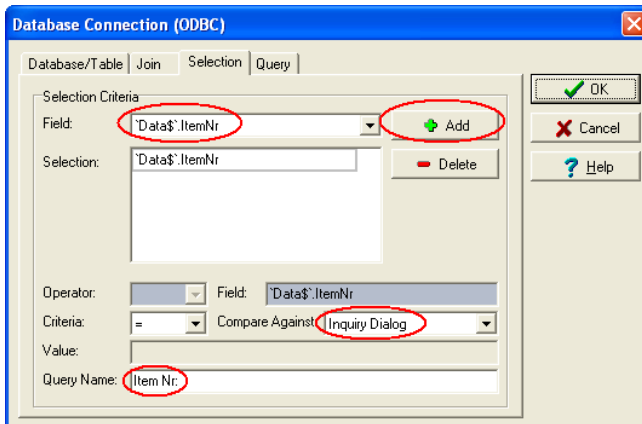 Database Connection (ODBC)
Database/Table Join Selection Query
Selection Criteria
Field: `Data$`.ItemNr Add
Selection: `Data$`.ItemNr Delete
Operator: Field: `Data$`.ItemNr
Criteria: = Compare Against: Inquiry Dialog
Value:
Query Name: Item Nr:
OK
Cancel
Help